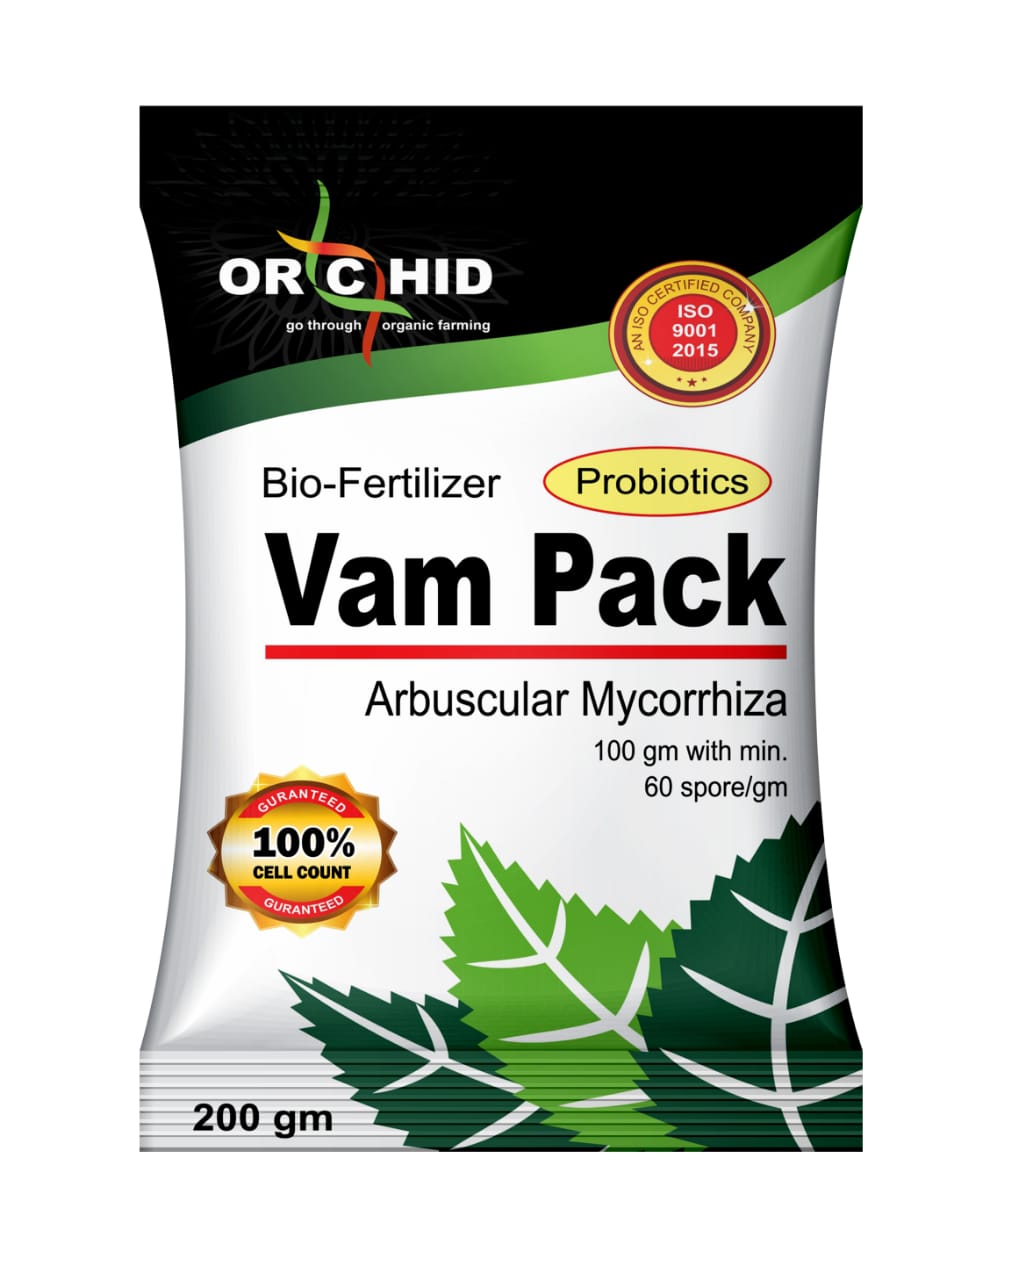 ORCHID
go through organic farming
AN ISO CERTIFIED COMPANY
ISO
9001
2015
Bio-Fertilizer
Probiotics
Vam Pack
Arbuscular Mycorrhiza
100 gm with min.
60 spore/gm
GURANTEED
100%
CELL COUNT
GURANTEED
200 gm